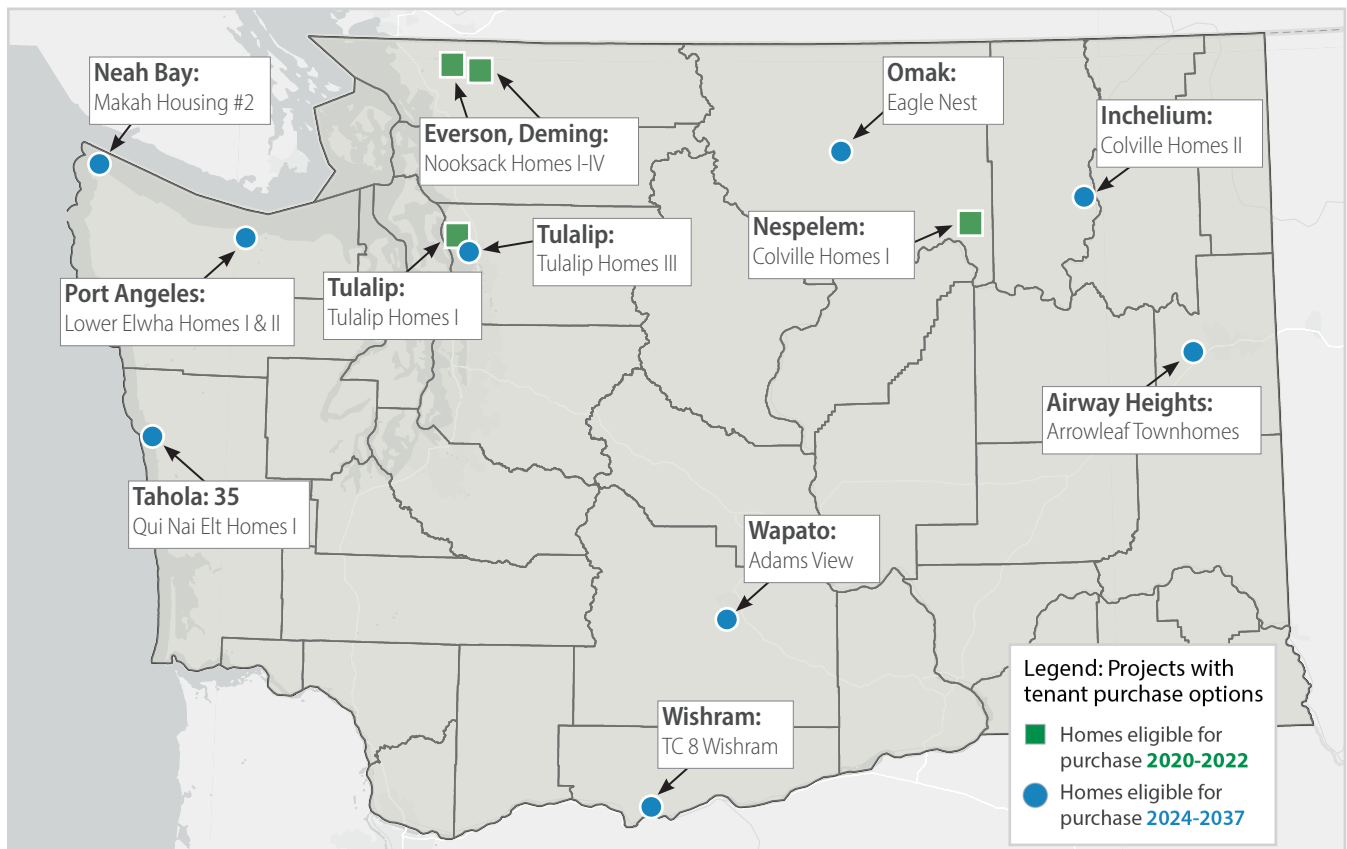 Neah Bay:
Makah Housing #2
Everson, Deming:
Nooksack Homes I-IV
Omak:
Eagle Nest
Inchelium:
Colville Homes II
Nespelem:
Colville Homes I
Tulalip:
Tulalip Homes III
Tulalip:
Tulalip Homes I
Port Angeles:
Lower Elwha Homes I & II
Airway Heights:
Arrowleaf Townhomes
Tahola: 35
Qui Nai Elt Homes I
Wapato:
Adams View
Wishram:
TC 8 Wishram
Legend: Projects with
tenant purchase options
Homes eligible for
purchase 2020-2022
Homes eligible for
purchase 2024-2037